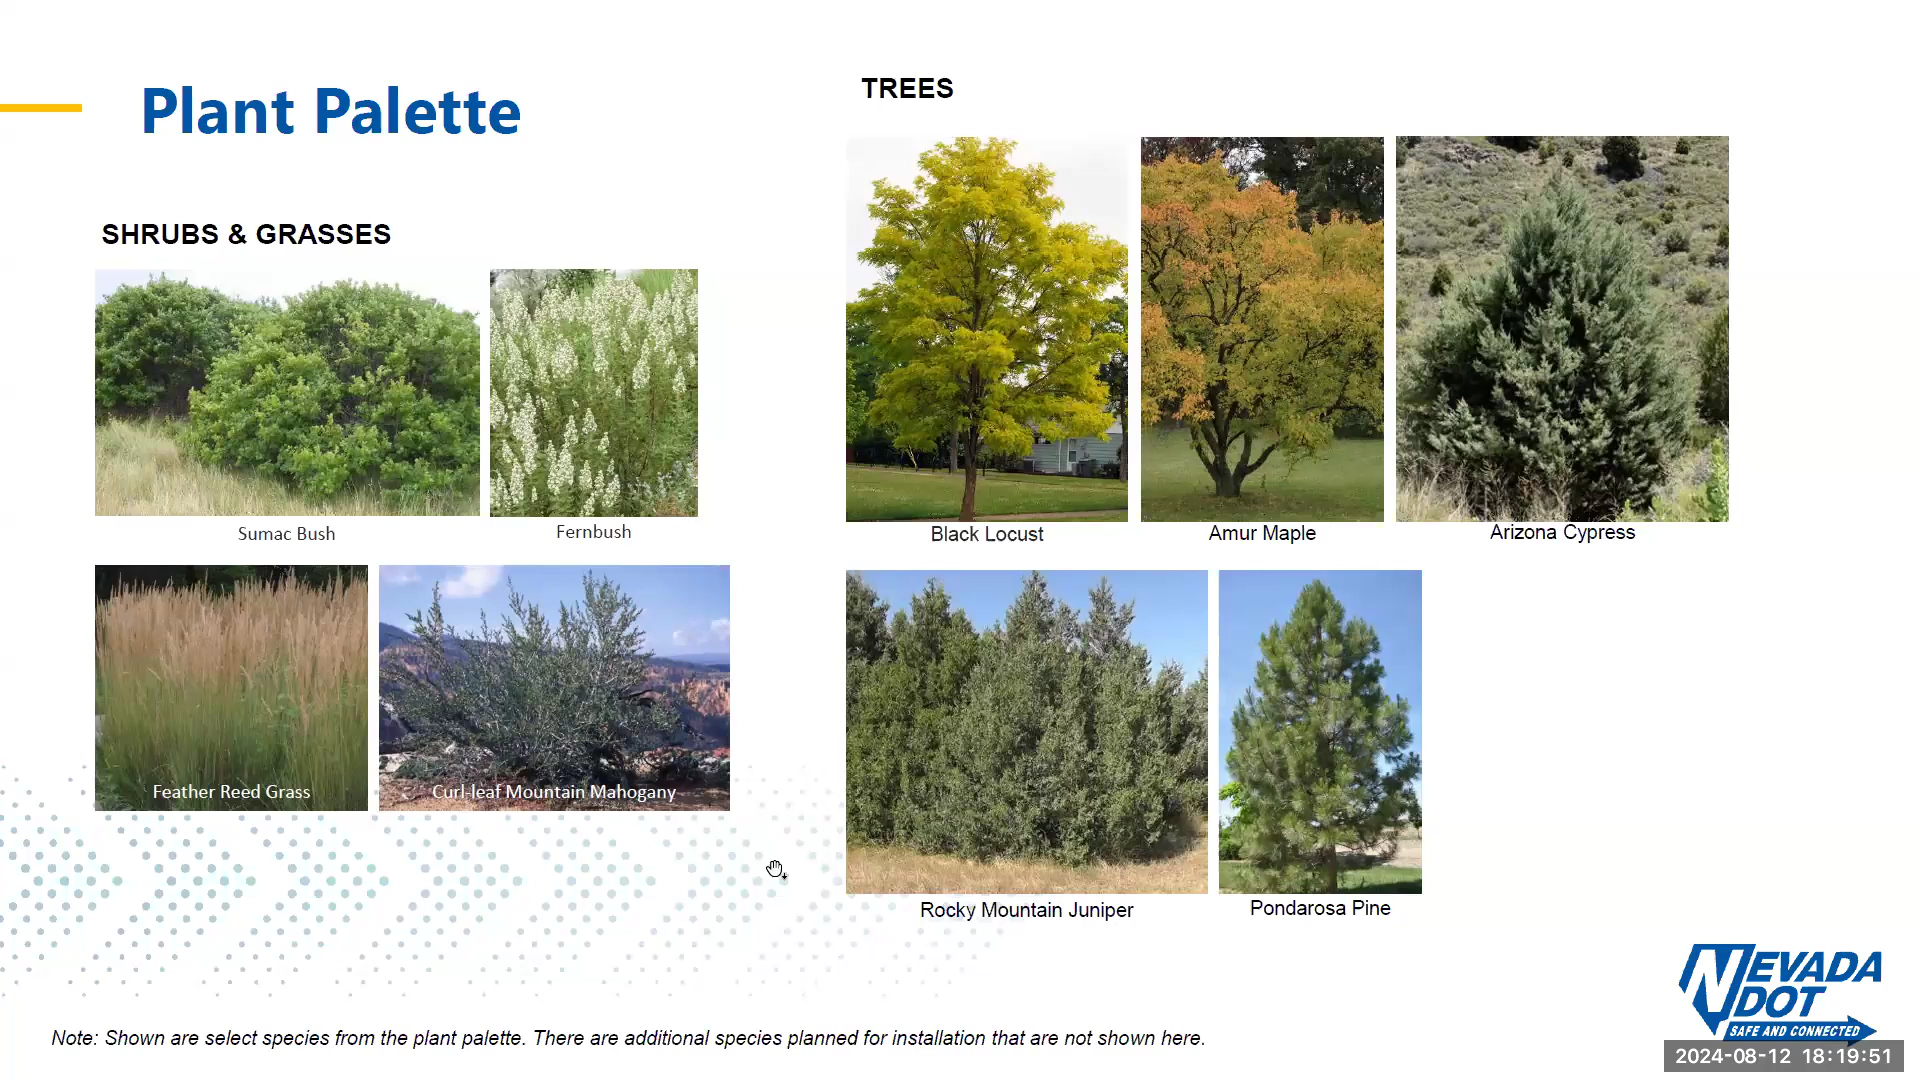 Plant Palette
SHRUBS & GRASSES
Sumac Bush
Fernbush
Feather Reed Grass
Curl-leaf Mountain Mahogany
TREES
Black Locust
Amur Maple
Arizona Cypress
Rocky Mountain Juniper
Pondarosa Pine
Note: Shown are select species from the plant palette. There are additional species planned for installation that are not shown here.
NEVADA
DOT
SAFE AND CONNECTED
2024-08-12 18:19:51